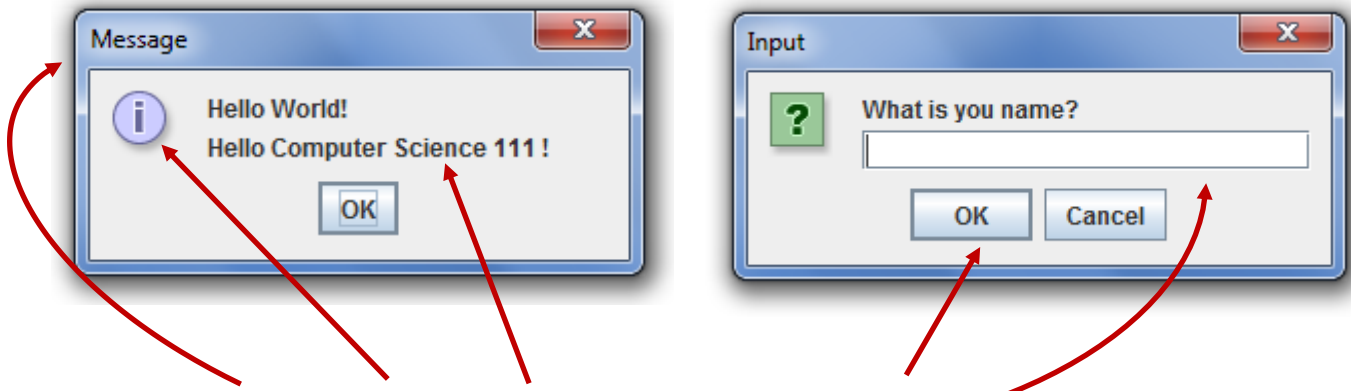 Message
X
i
Hello World!
Hello Computer Science 111 !
OK
Input
X
?
What is you name?
OK Cancel